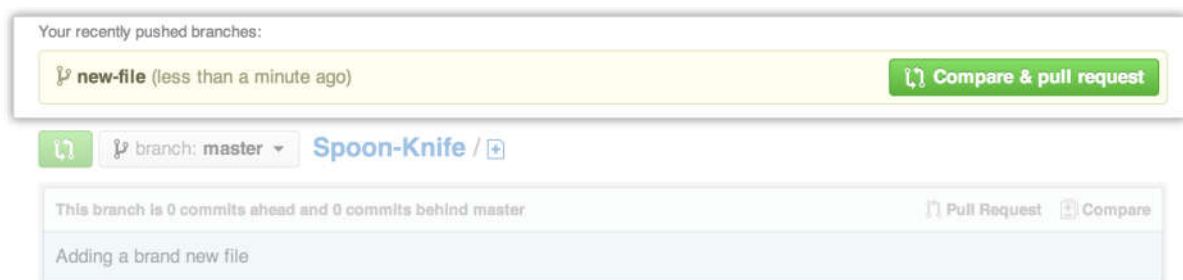 Your recently pushed branches:
new-file (less than a minute ago) Compare & pull request
branch: master Spoon-Knife /
This branch is 0 commits ahead and 0 commits behind master Pull Request Compare
Adding a brand new file